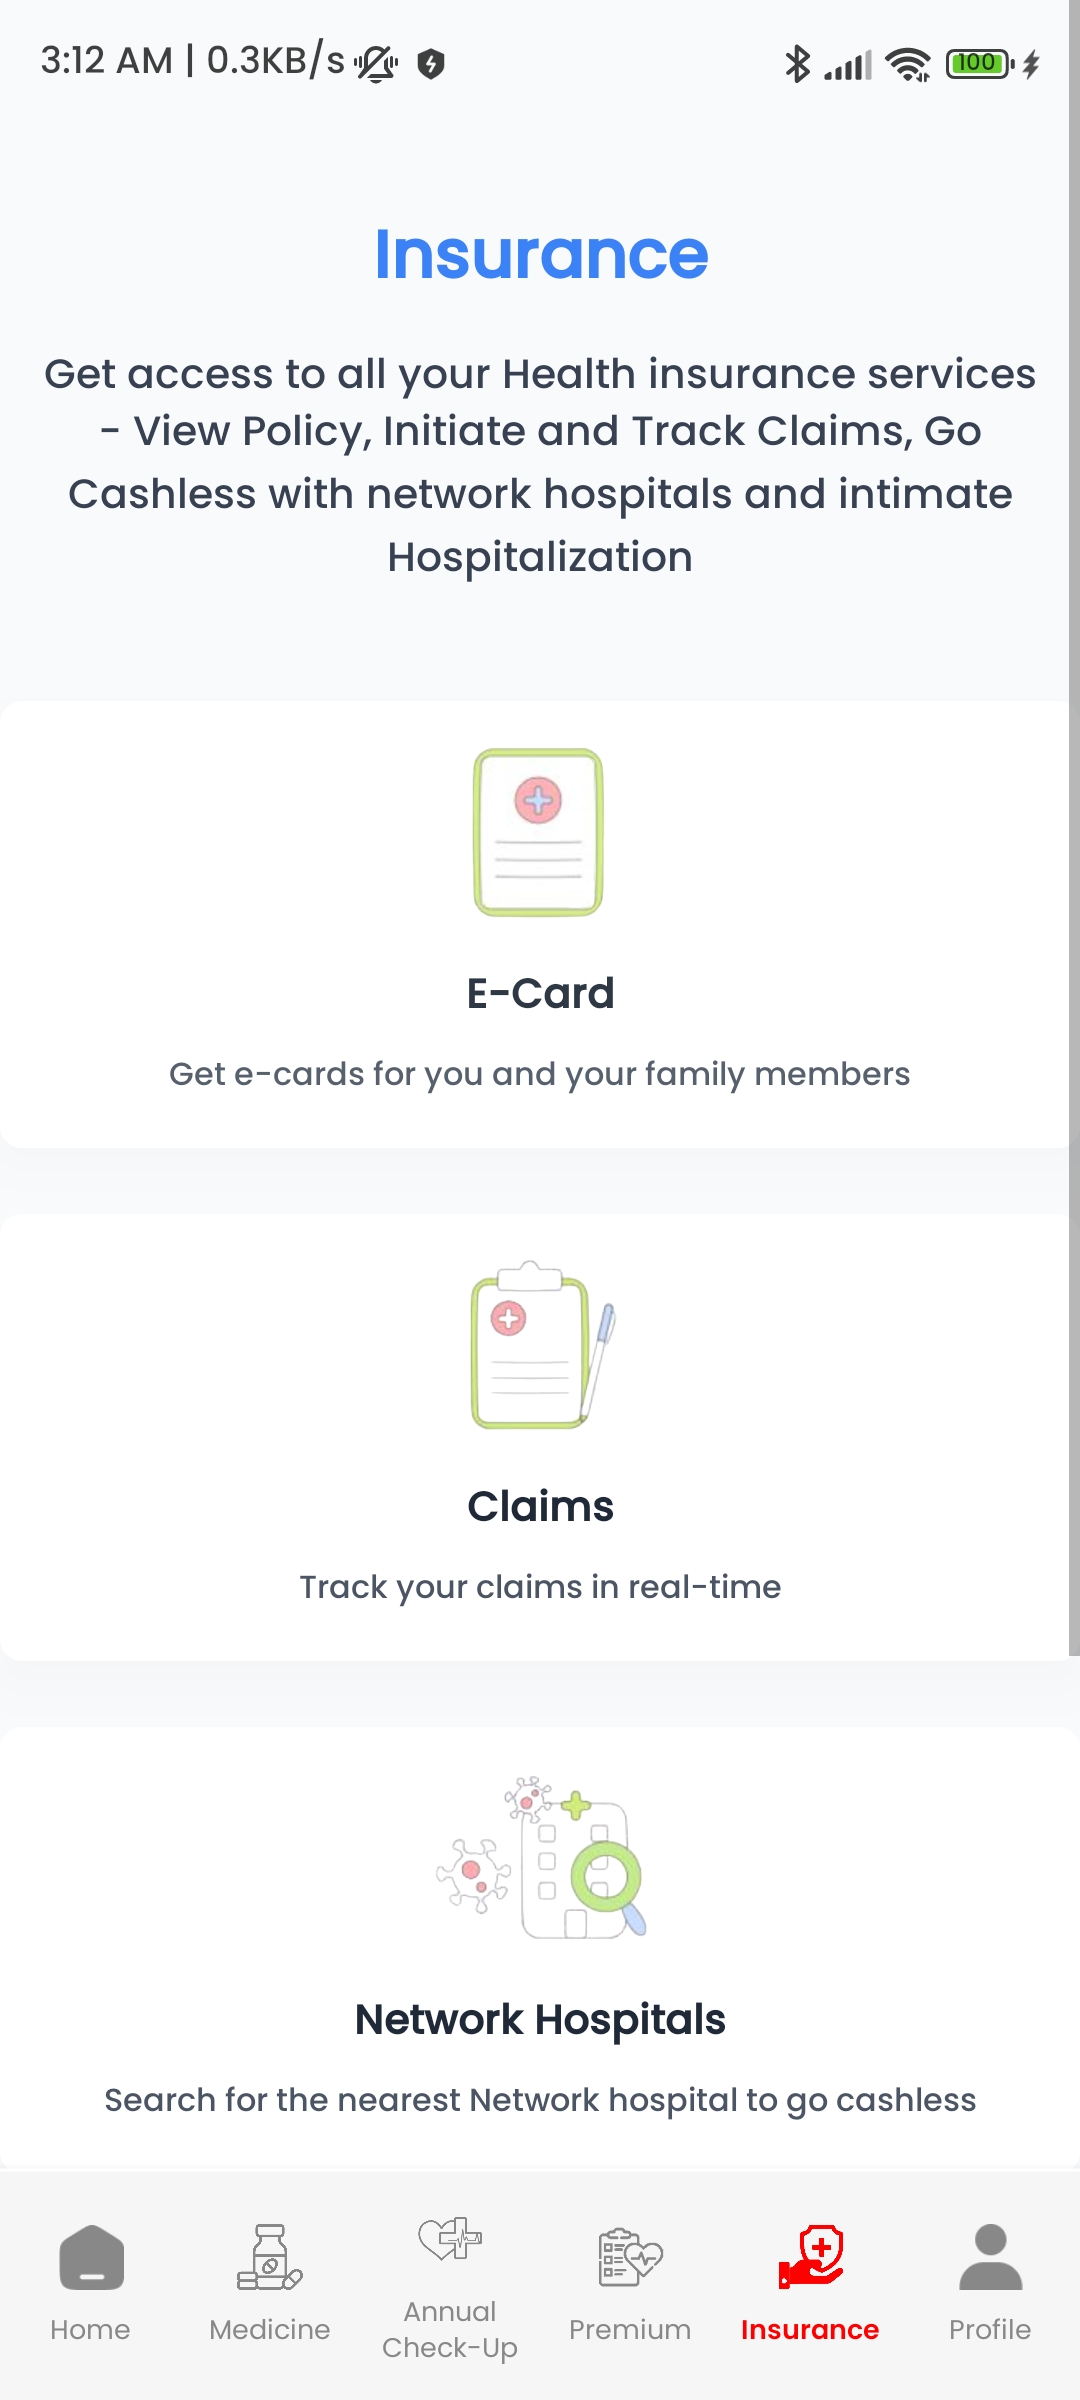 3:12 AM | 0.3KB/s
100
Insurance
Get access to all your Health insurance services
- View Policy, Initiate and Track Claims, Go
Cashless with network hospitals and intimate
Hospitalization
E-Card
Get e-cards for you and your family members
Claims
Track your claims in real-time
Network Hospitals
Search for the nearest Network hospital to go cashless
Home
Medicine
Annual
Check-Up
Premium
Insurance
Profile